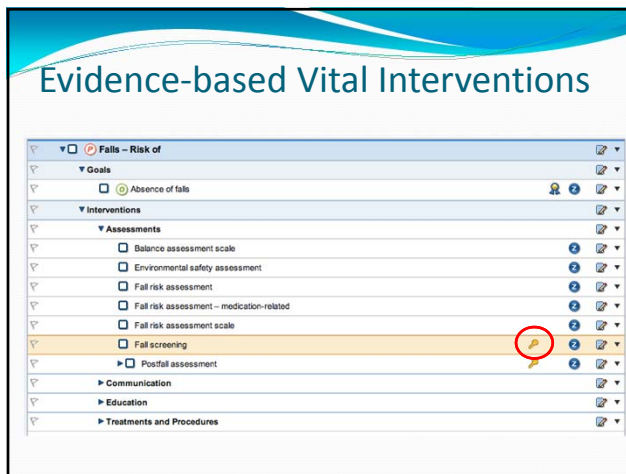 Evidence-based Vital Interventions
P Falls – Risk of
Goals
O Absence of falls Z
Interventions
Assessments
Balance assessment scale Z
Environmental safety assessment Z
Fall risk assessment Z
Fall risk assessment – medication-related Z
Fall risk assessment scale Z
Fall screening Z
Postfall assessment Z
Communication
Education
Treatments and Procedures